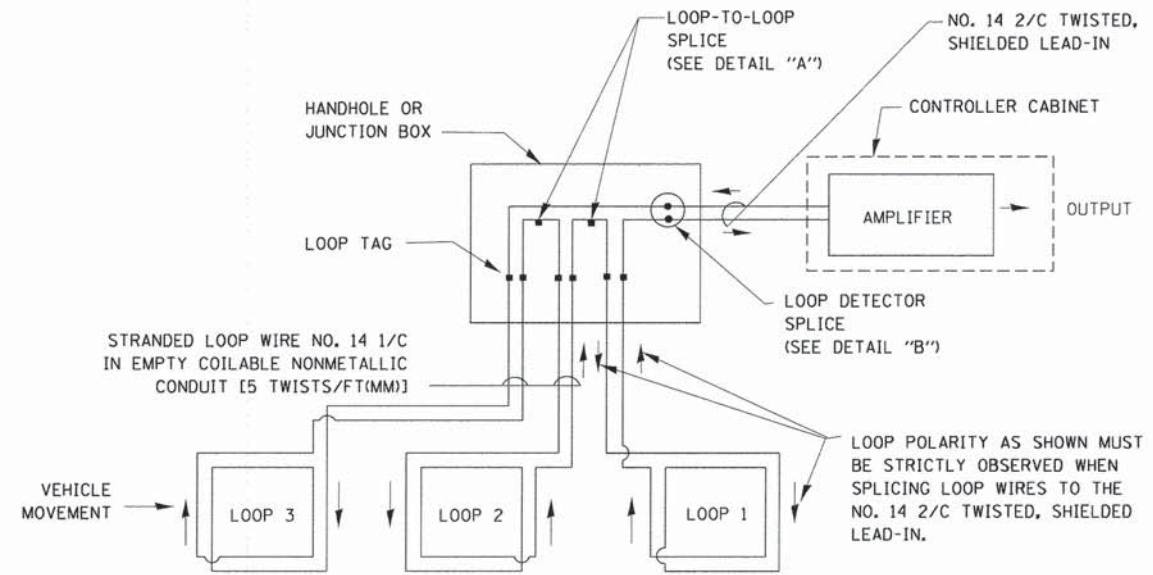 LOOP-TO-LOOP
SPLICE
(SEE DETAIL "A")
NO. 14 2/C TWISTED,
SHIELDED LEAD-IN
HANDHOLE OR
JUNCTION BOX
CONTROLLER CABINET
AMPLIFIER
OUTPUT
LOOP TAG
LOOP DETECTOR
SPLICE
(SEE DETAIL "B")
STRANDED LOOP WIRE NO. 14 1/C
IN EMPTY COILABLE NONMETALLIC
CONDUIT [5 TWISTS/FT(MM)]
LOOP POLARITY AS SHOWN MUST
BE STRICTLY OBSERVED WHEN
SPLICING LOOP WIRES TO THE
NO. 14 2/C TWISTED, SHIELDED
LEAD-IN.
VEHICLE
MOVEMENT
LOOP 3
LOOP 2
LOOP 1